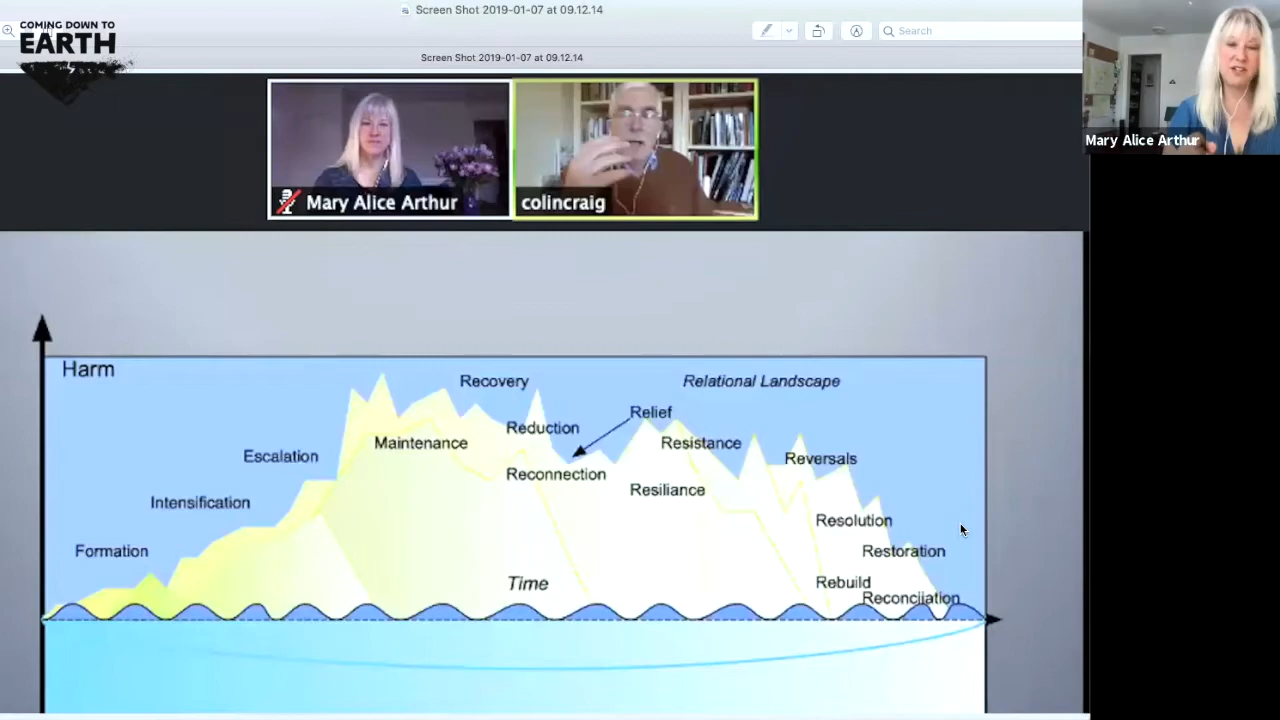 Screen Shot 2019-01-07 at 09.12.14
COMING DOWN TO
EARTH
Search
Screen Shot 2019-01-07 at 09.12.14
Mary Alice Arthur
Mary Alice Arthur
colincraig
Harm
Recovery
Relational Landscape
Relief
Reduction
Maintenance
Resistance
Escalation
Reversals
Reconnection
Resiliance
Intensification
Resolution
Formation
Restoration
Time
Rebuild
Reconciiation